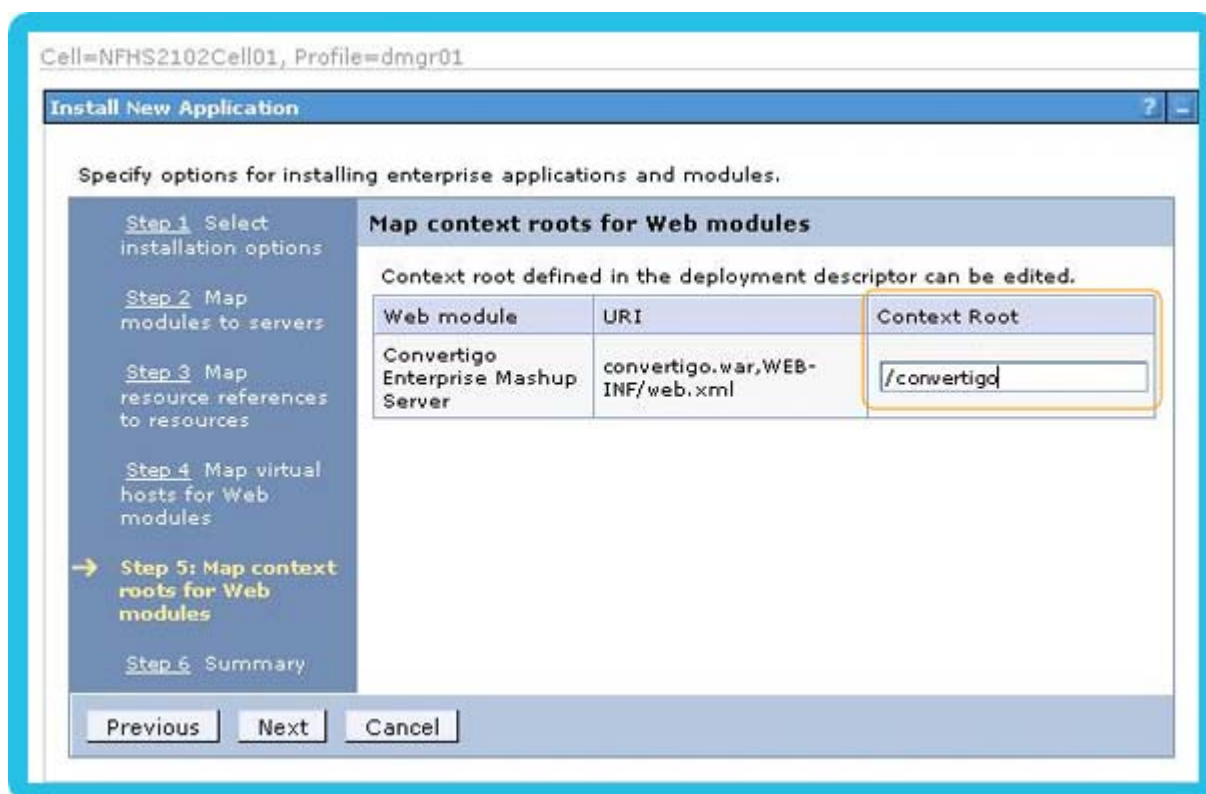 Cell=NFHS2102Cell01, Profile=dmgr01
Install New Application
? -
Specify options for installing enterprise applications and modules.
Step 1 Select
installation options
Step 2 Map
modules to servers
Step 3 Map
resource references
to resources
Step 4 Map virtual
hosts for Web
modules
→ Step 5: Map context
roots for Web
modules
Step 6 Summary
Map context roots for Web modules
Context root defined in the deployment descriptor can be edited.
Web module URI Context Root
Convertigo
Enterprise Mashup
Server
convertigo.war,WEB-
INF/web.xml
/convertigo
Previous Next Cancel